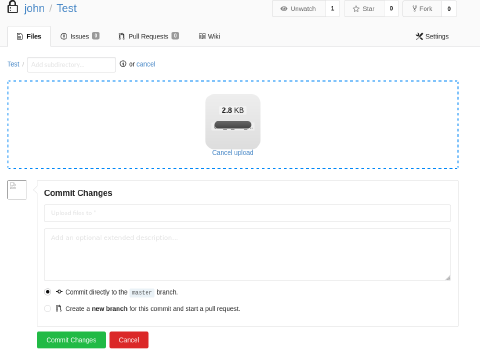 john / Test
Unwatch 1 Star 0 Fork 0
Files Issues 0 Pull Requests 0 Wiki Settings
Test / Add subdirectory... or cancel
2.8 KB
Cancel upload
Commit Changes
Upload files to '
Add an optional extended description...
Commit directly to the master branch.
Create a new branch for this commit and start a pull request.
Commit Changes Cancel